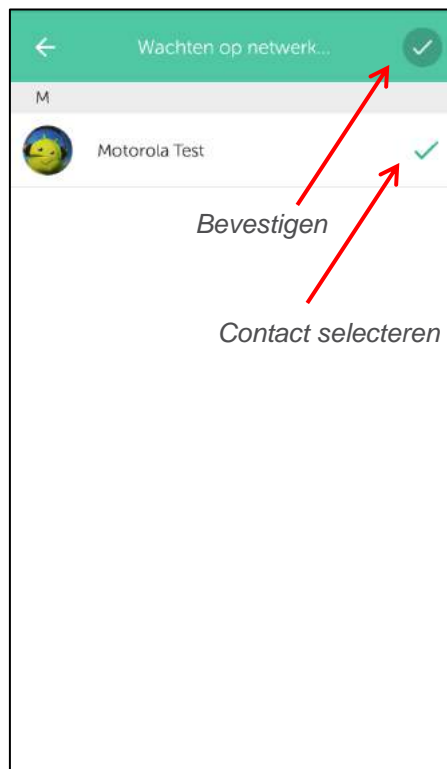 Wachten op netwerk...
M
Motorola Test
Bevestigen
Contact selecteren